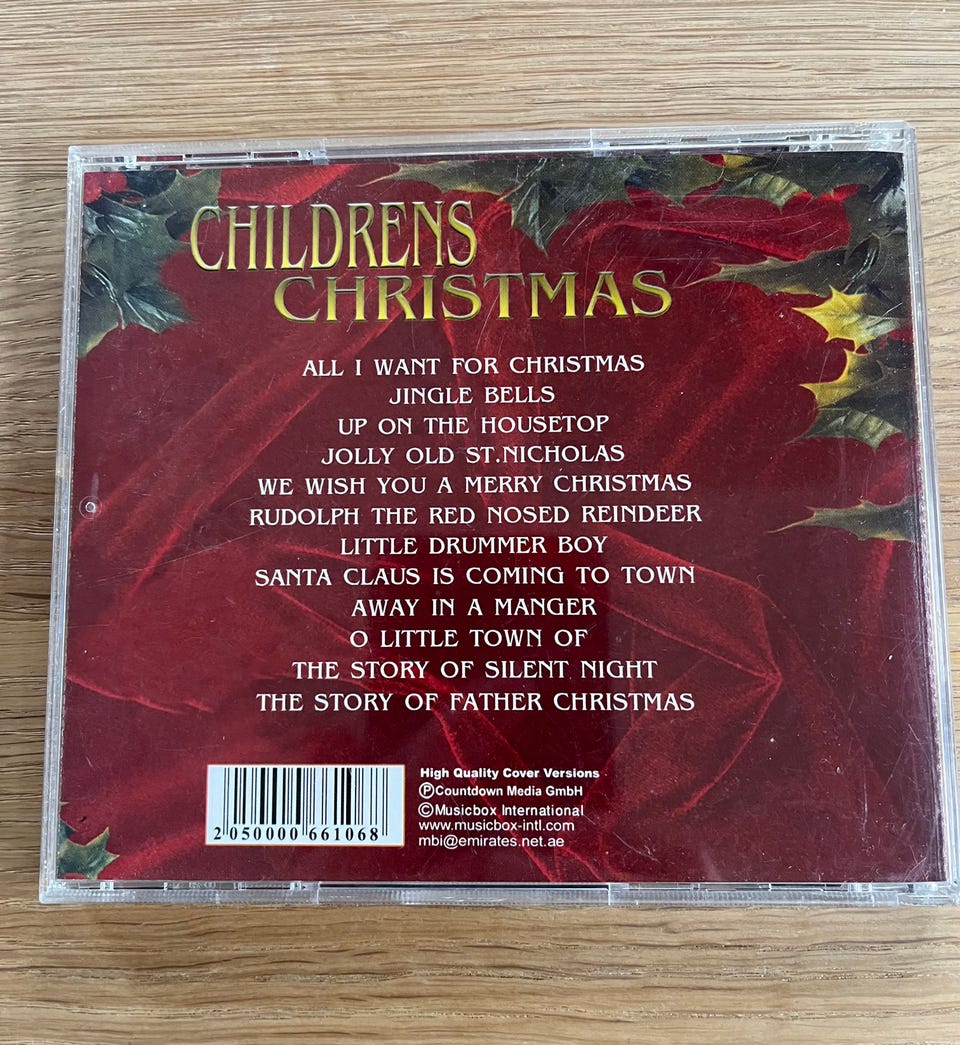 CHILDRENS
CHRISTMAS
ALL I WANT FOR CHRISTMAS
JINGLE BELLS
UP ON THE HOUSETOP
JOLLY OLD ST.NICHOLAS
WE WISH YOU A MERRY CHRISTMAS
RUDOLPH THE RED NOSED REINDEER
LITTLE DRUMMER BOY
SANTA CLAUS IS COMING TO TOWN
AWAY IN A MANGER
O LITTLE TOWN OF
THE STORY OF SILENT NIGHT
THE STORY OF FATHER CHRISTMAS
High Quality Cover Versions
ⓅCountdown Media GmbH
©Musicbox International
www.musicbox-intl.com
mbi@emirates.net.ae
2 050000 661068